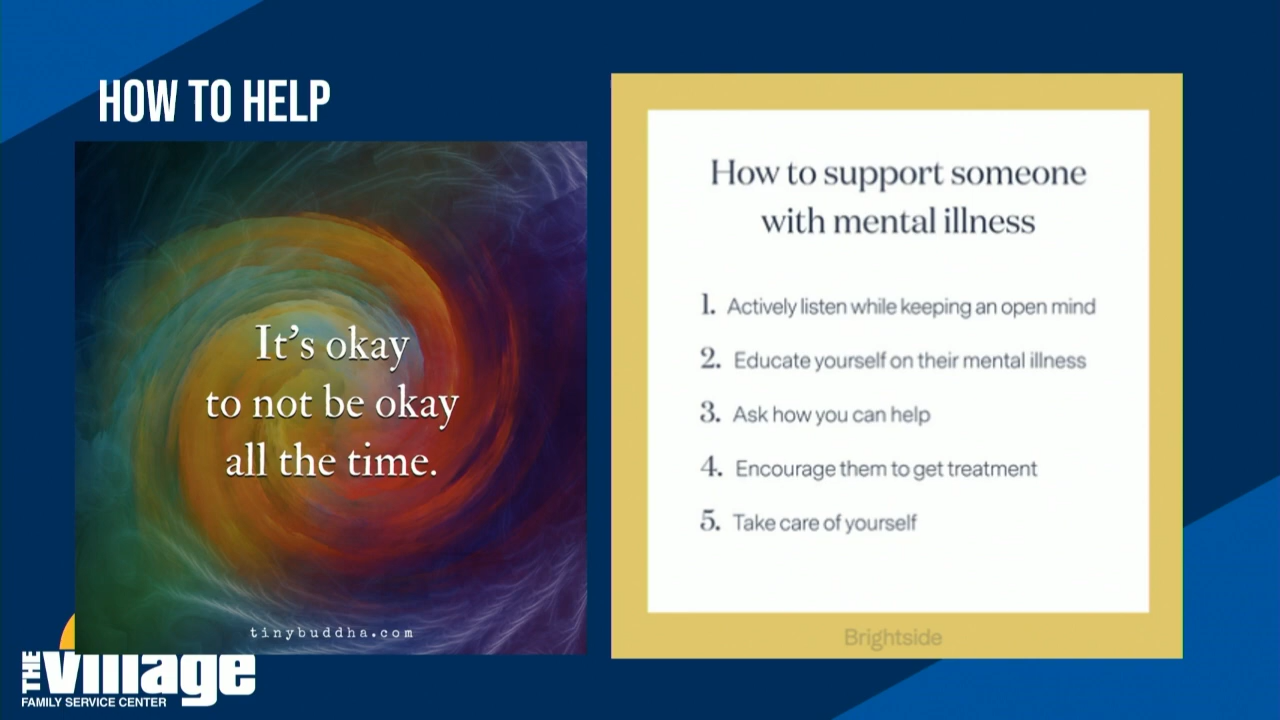 HOW TO HELP
It's okay
to not be okay
all the time.
tinybuddha.com
How to support someone
with mental illness
1. Actively listen while keeping an open mind
2. Educate yourself on their mental illness
3. Ask how you can help
4. Encourage them to get treatment
5. Take care of yourself
Brightside
THE Village
FAMILY SERVICE CENTER